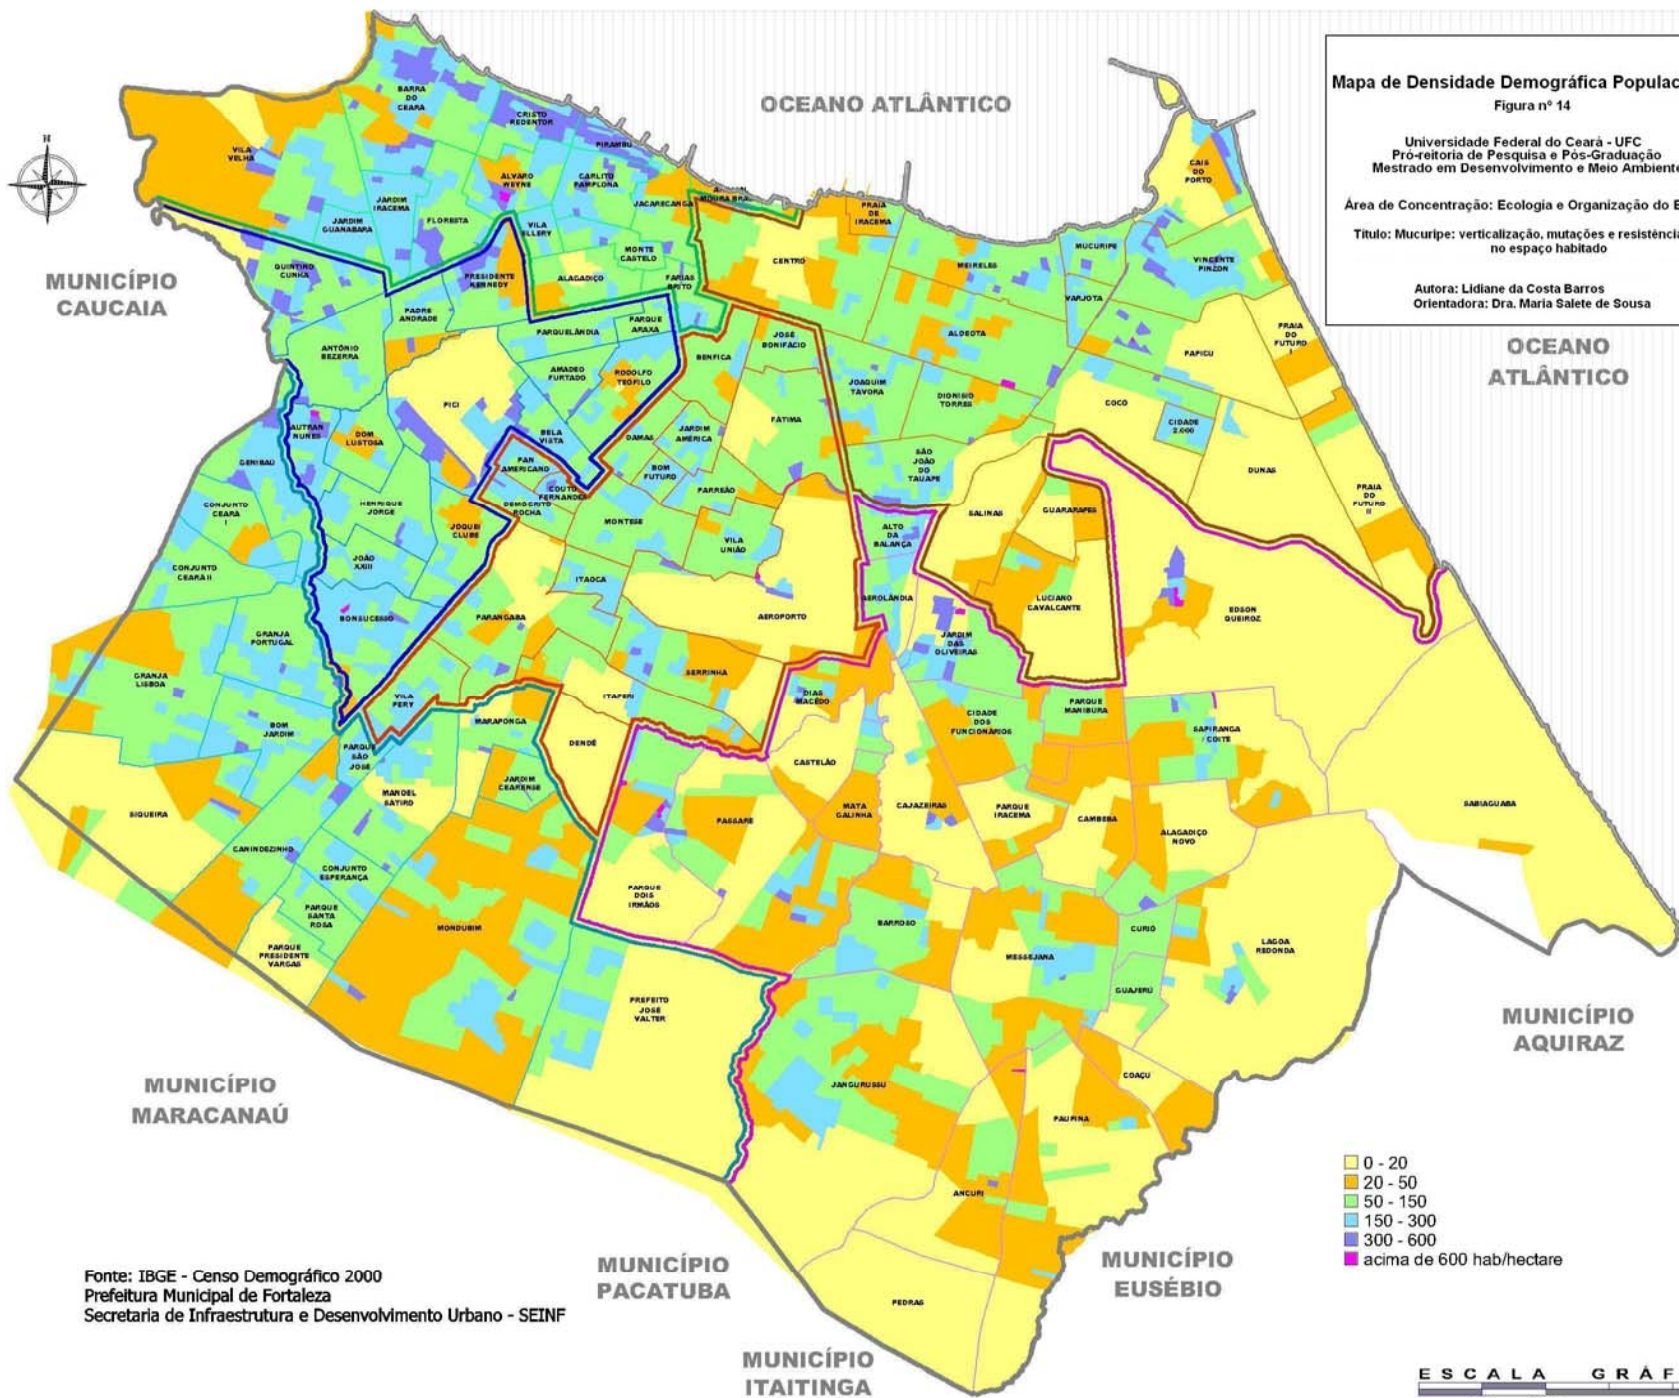 Mapa de Densidade Demográfica Populac
Figura nº 14
Universidade Federal do Ceará - UFC
Pró-reitoria de Pesquisa e Pós-Graduação
Mestrado em Desenvolvimento e Meio Ambiente
Área de Concentração: Ecologia e Organização do E
Título: Mucuripe: verticalização, mutações e resistência
no espaço habitado
Autora: Lidiane da Costa Barros
Orientadora: Dra. Maria Salete de Sousa
OCEANO ATLÂNTICO
N
MUNICÍPIO
CAUCAIA
OCEANO
ATLÂNTICO
BARRA
DO
CEARÁ
CRISTO
REDENTOR
PIRAMBU
VILA
VELHA
ALVARO
WEYNE
CARLITO
PAMPLONA
CAIS
DO
PORTO
JARDIM
IRACEMA
JACARECANGA
MOURA BRA
PRAIA
DE
IRACEMA
JARDIM
GUANABARA
FLORESTA
VILA
ELLERY
MONTE
CASTELO
CENTRO
MEIRELES
MUCURIPE
VINCENTE
PINZON
QUINTINO
CUNHA
PRESIDENTE
KENNEDY
ALAGADIÇO
FARIAS
BRITO
VARJOTA
PADRE
ANDRADE
PARQUELÂNDIA
PARQUE
ARAXA
JOSÉ
BONIFACIO
ALDEOTA
PAPICU
PRAIA
DO
FUTURO
I
ANTÔNIO
BEZERRA
BENFICA
AMADEO
FURTADO
RODOLFO
TEÓFILO
JOAQUIM
TAVORA
DIONISIO
TORRES
COCÓ
PICI
FÁTIMA
CIDADE
2.000
AUTRAN
NUNES
DOM
LUSTOSA
BELA
VISTA
DAMAS
JARDIM
AMÉRICA
SÃO
JOÃO
DO
TAUAPE
DUNAS
GENIBAÚ
PAN
AMERICANO
BOM
FUTURO
COUTO
FERNANDES
PARREÃO
PRAIA
DO
FUTURO
II
CONJUNTO
CEARÁ
I
HENRIQUE
JORGE
DEMÓCRITO
ROCHA
MONTESE
SALINAS
GUARARAPES
JOQUEI
CLUBE
VILA
UNIÃO
ALTO
DA
BALANÇA
JOÃO
XXIII
CONJUNTO
CEARÁ II
ITAOCA
AEROLÂNDIA
LUCIANO
CAVALCANTE
EDSON
QUEIROZ
BONSUCESSO
PARANGABA
AEROPORTO
JARDIM
DAS
OLIVEIRAS
GRANJA
PORTUGAL
GRANJA
LISBOA
SERRINHA
VILA
PERY
ITAPERI
DIAS
MACÊDO
PARQUE
MANIBURA
BOM
JARDIM
MARAPONGA
CIDADE
DOS
FUNCIONÁRIOS
SAPIRANGA
/ COITÉ
PARQUE
SÃO
JOSÉ
DENDÊ
CASTELÃO
JARDIM
CEARENSE
MANOEL
SATIRO
SIQUEIRA
PASSARÉ
MATA
GALINHA
CAJAZEIRAS
PARQUE
IRACEMA
CAMBEBA
SABIAGUABA
ALAGADIÇO
NOVO
CANINDEZINHO
CONJUNTO
ESPERANÇA
PARQUE
DOIS
IRMÃOS
PARQUE
SANTA
ROSA
MONDUBIM
BARROSO
CURIÓ
PARQUE
PRESIDENTE
VARGAS
MESSEJANA
LAGOA
REDONDA
GUAJERÚ
PREFEITO
JOSÉ
VALTER
MUNICÍPIO
AQUIRAZ
COAÇU
JANGURUSSU
MUNICÍPIO
MARACANAÚ
PAUPINA
ANCURI
PEDRAS
0 - 20
20 - 50
50 - 150
150 - 300
300 - 600
acima de 600 hab/hectare
MUNICÍPIO
PACATUBA
MUNICÍPIO
EUSÉBIO
Fonte: IBGE - Censo Demográfico 2000
Prefeitura Municipal de Fortaleza
Secretaria de Infraestrutura e Desenvolvimento Urbano - SEINF
MUNICÍPIO
ITAITINGA
ESCALA GRÁF